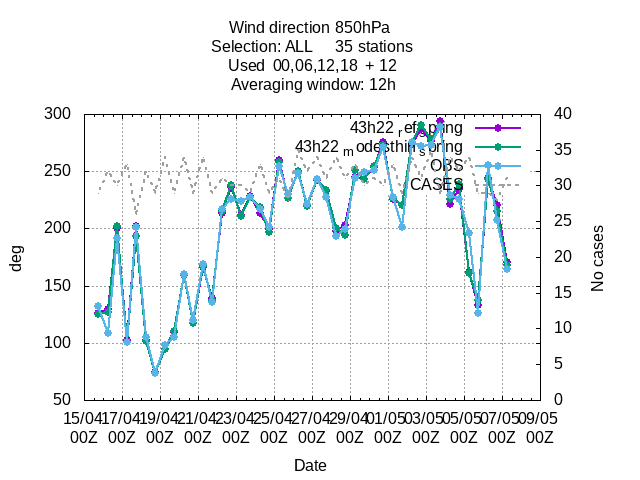 Wind direction 850hPa
Selection: ALL 35 stations
Used 00,06,12,18 + 12
Averaging window: 12h
300 40
43h22 refspring
43h22 modesthinspring
OBS
CASES
250
200
150
100
50
35
30
25
20
15
10
5
0
deg
No cases
15/04 17/04 19/04 21/04 23/04 25/04 27/04 29/04 01/05 03/05 05/05 07/05 09/05
00Z 00Z 00Z 00Z 00Z 00Z 00Z 00Z 00Z 00Z 00Z 00Z 00Z
Date